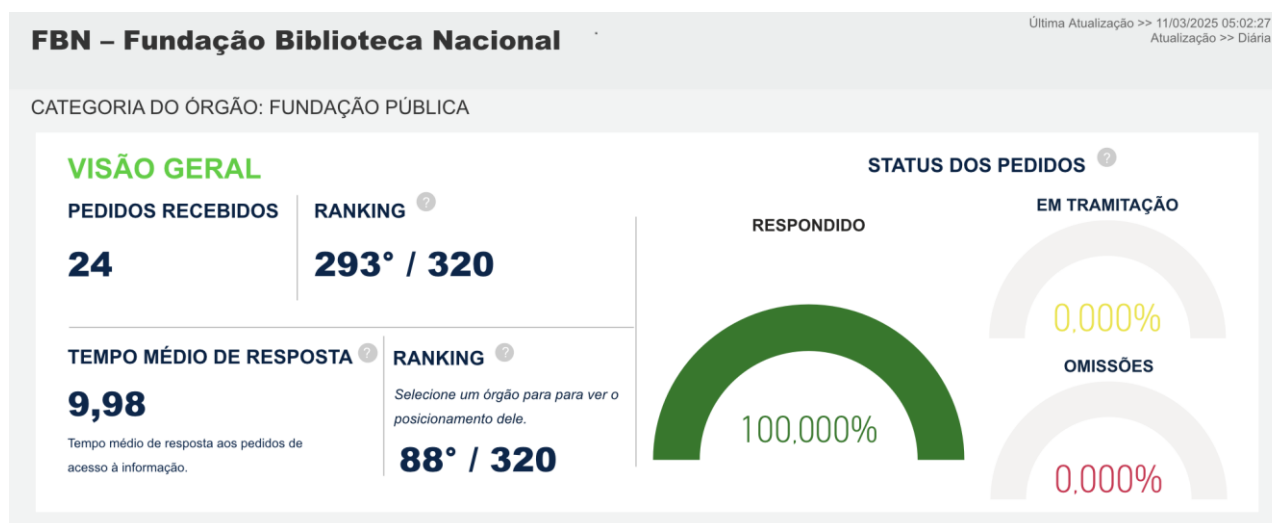 FBN – Fundação Biblioteca Nacional
Última Atualização >> 11/03/2025 05:02:27
Atualização >> Diária
CATEGORIA DO ÓRGÃO: FUNDAÇÃO PÚBLICA
VISÃO GERAL
PEDIDOS RECEBIDOS
24
RANKING ?
293° / 320
TEMPO MÉDIO DE RESPOSTA ?
9,98
Tempo médio de resposta aos pedidos de
acesso à informação.
RANKING ?
Selecione um órgão para para ver o
posicionamento dele.
88° / 320
STATUS DOS PEDIDOS ?
RESPONDIDO
100,000%
EM TRAMITAÇÃO
0,000%
OMISSÕES
0,000%